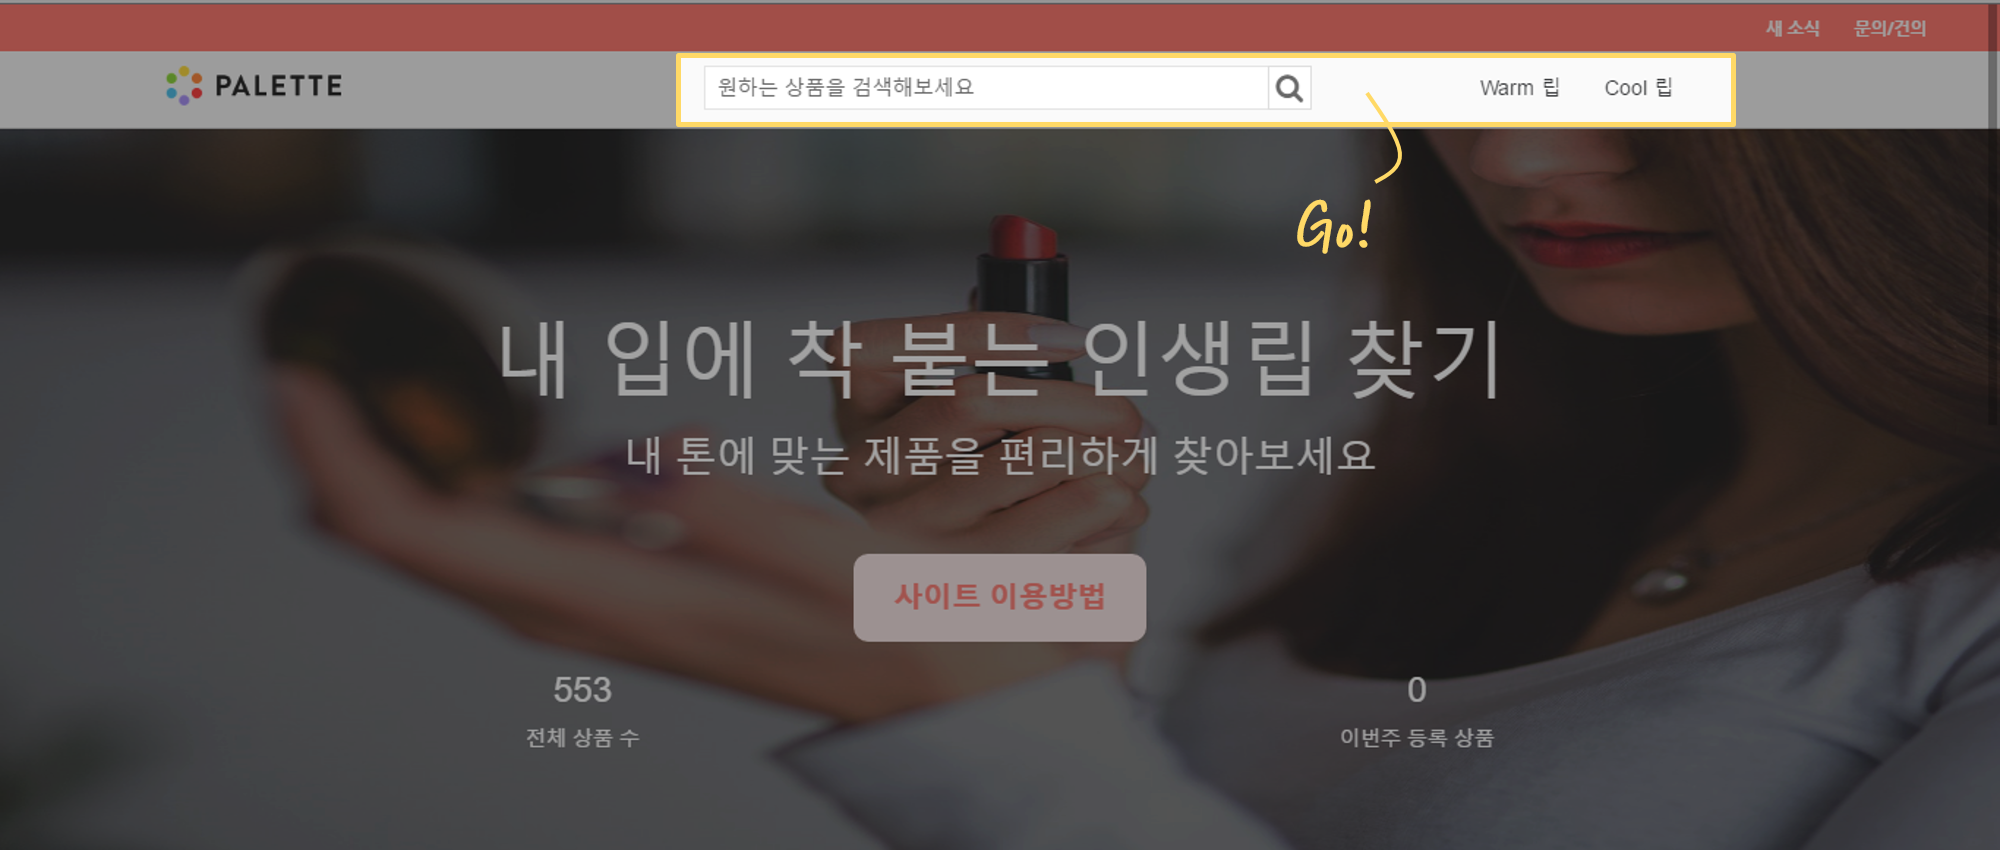 새 소식 문의/건의
PALETTE 원하는 상품을 검색해보세요 Warm 립 Cool 립
Go!
내 입에 착 붙는 인생립 찾기
내 톤에 맞는 제품을 편리하게 찾아보세요
사이트 이용방법
553 0
전체 상품 수 이번주 등록 상품